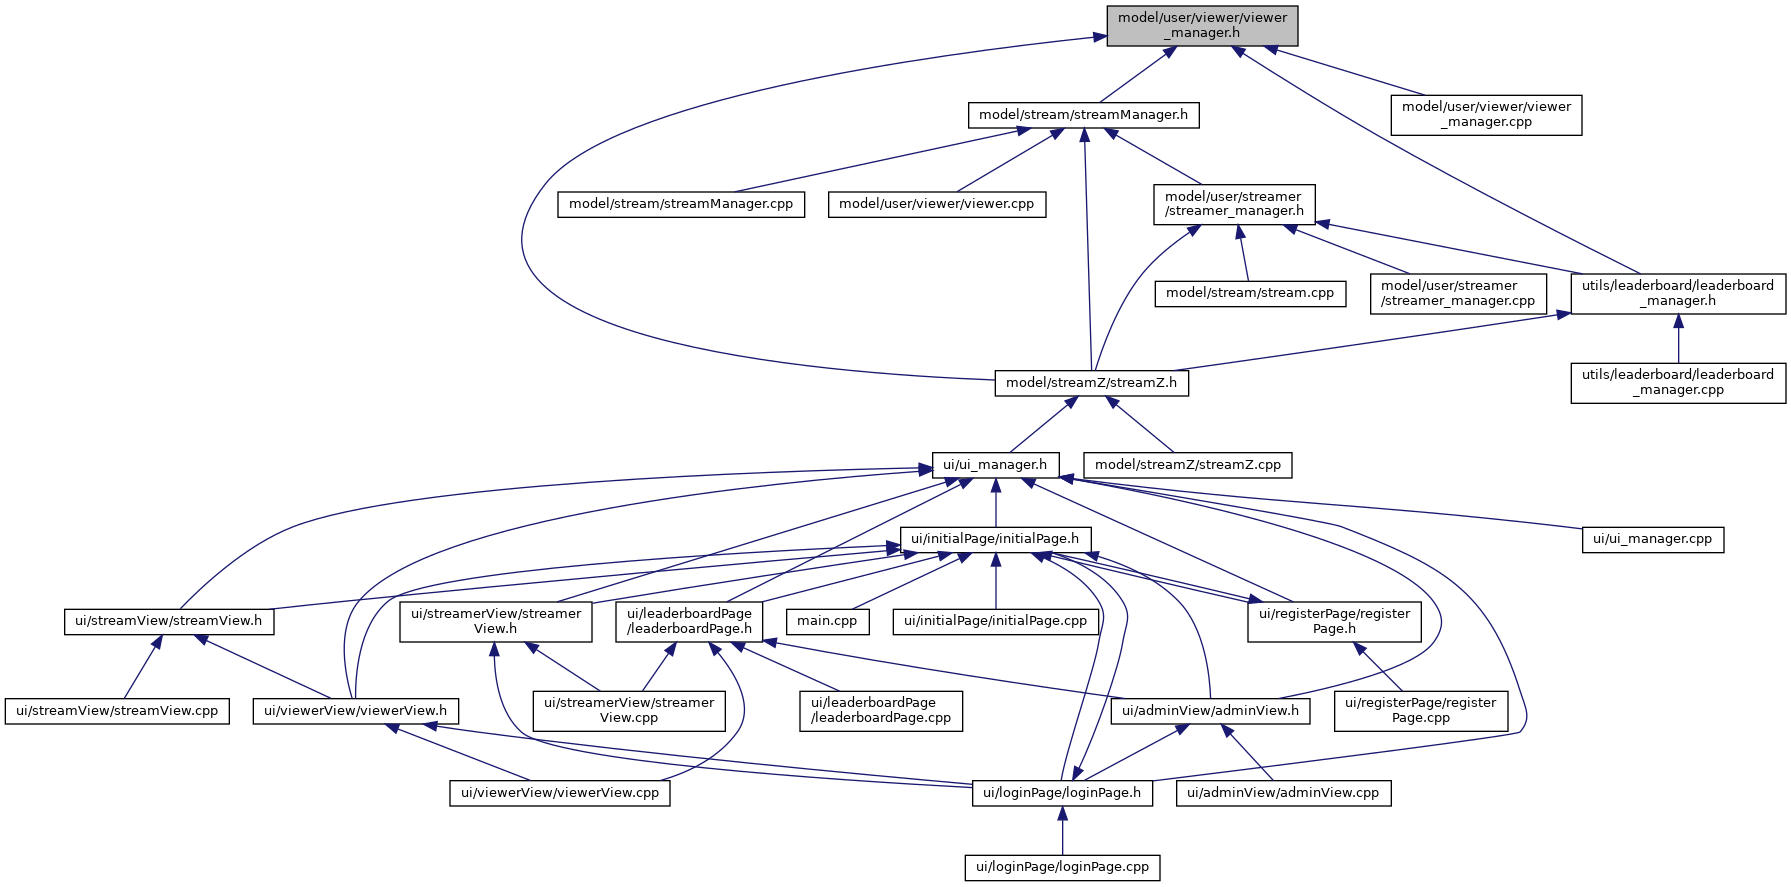 model/user/viewer/viewer
_manager.h
model/stream/streamManager.h
model/user/viewer/viewer
_manager.cpp
model/stream/streamManager.cpp
model/user/viewer/viewer.cpp
model/user/streamer
/streamer_manager.h
model/stream/stream.cpp
model/user/streamer
/streamer_manager.cpp
utils/leaderboard/leaderboard
_manager.h
model/streamZ/streamZ.h
utils/leaderboard/leaderboard
_manager.cpp
ui/ui_manager.h
model/streamZ/streamZ.cpp
ui/initialPage/initialPage.h
ui/ui_manager.cpp
ui/streamView/streamView.h
ui/streamerView/streamer
View.h
ui/leaderboardPage
/leaderboardPage.h
main.cpp
ui/initialPage/initialPage.cpp
ui/registerPage/register
Page.h
ui/streamView/streamView.cpp
ui/viewerView/viewerView.h
ui/streamerView/streamer
View.cpp
ui/leaderboardPage
/leaderboardPage.cpp
ui/adminView/adminView.h
ui/registerPage/register
Page.cpp
ui/viewerView/viewerView.cpp
ui/loginPage/loginPage.h
ui/adminView/adminView.cpp
ui/loginPage/loginPage.cpp